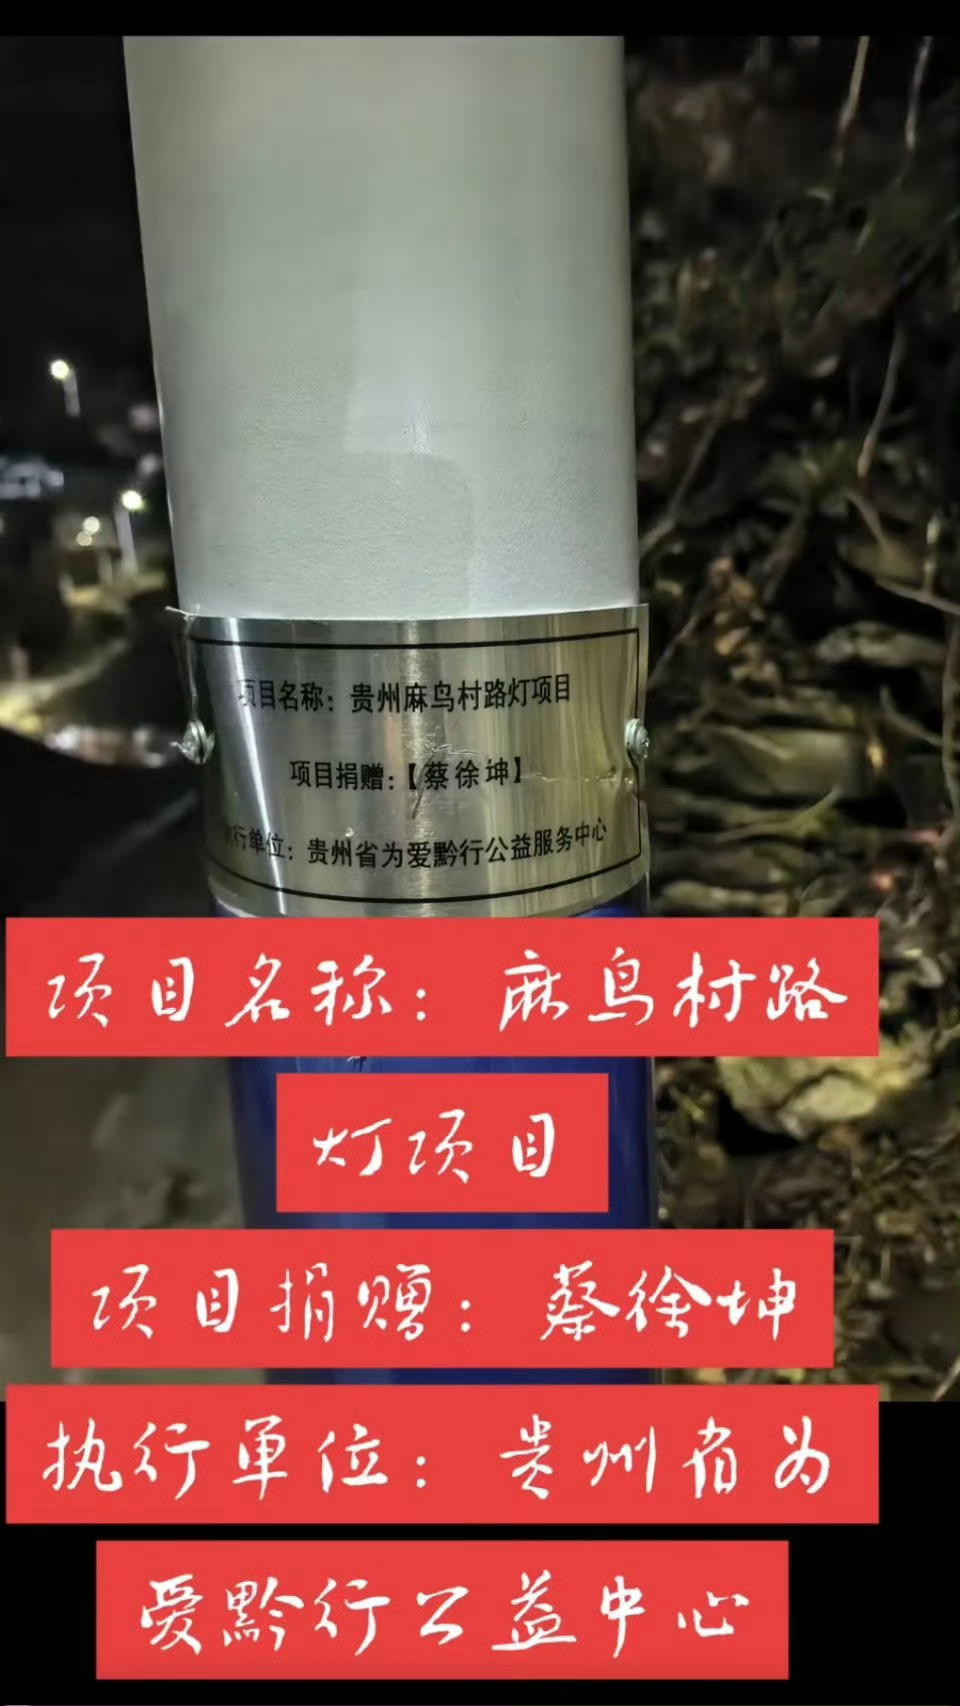 项目名称：贵州麻鸟村路灯项目
项目捐赠：【蔡徐坤】
执行单位：贵州省为爱黔行公益服务中心
项目名称：麻鸟村路
灯项目
项目捐赠：蔡徐坤
执行单位：贵州省为
爱黔行公益中心